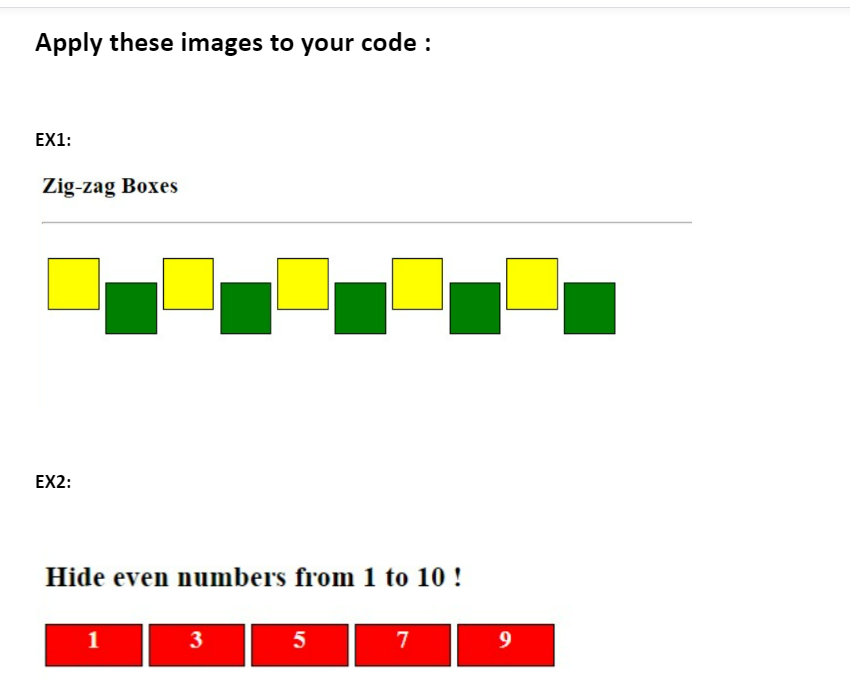 Apply these images to your code :
EX1:
Zig-zag Boxes
EX2:
Hide even numbers from 1 to 10 !
1 3 5 7 9